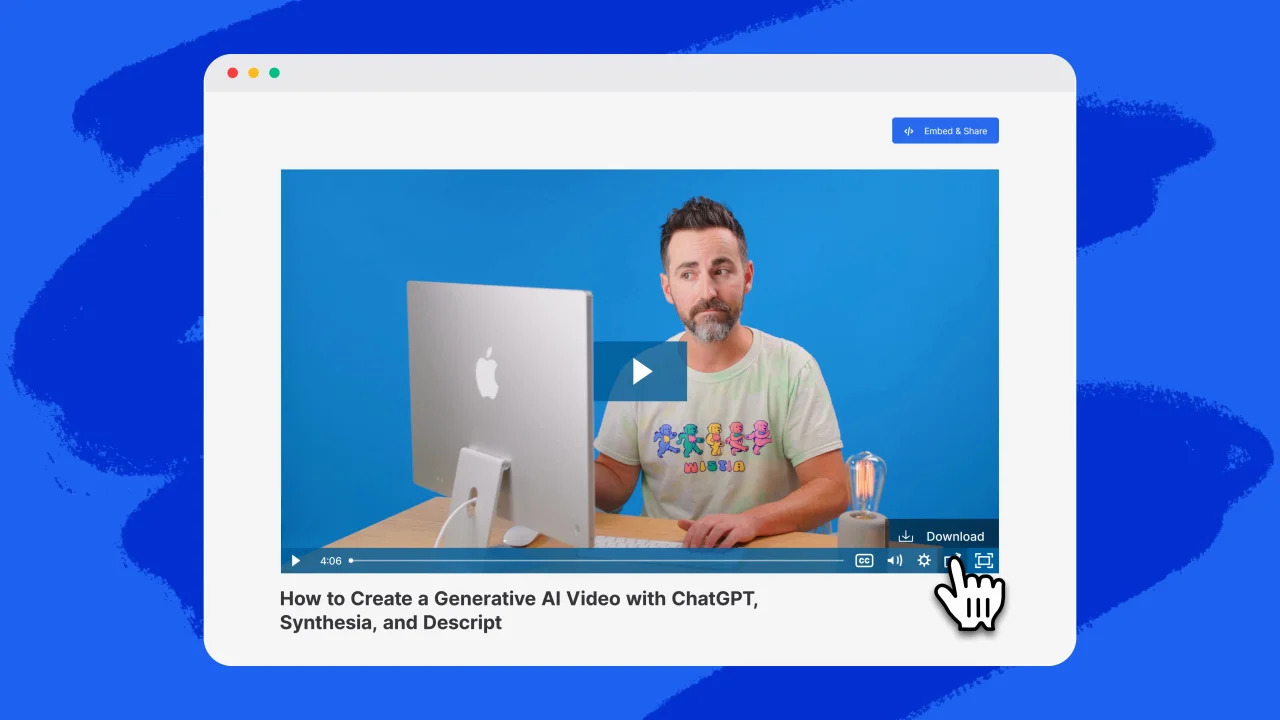 Embed & Share
WISTIA
Download
4:06
CC
How to Create a Generative AI Video with ChatGPT,
Synthesia, and Descript